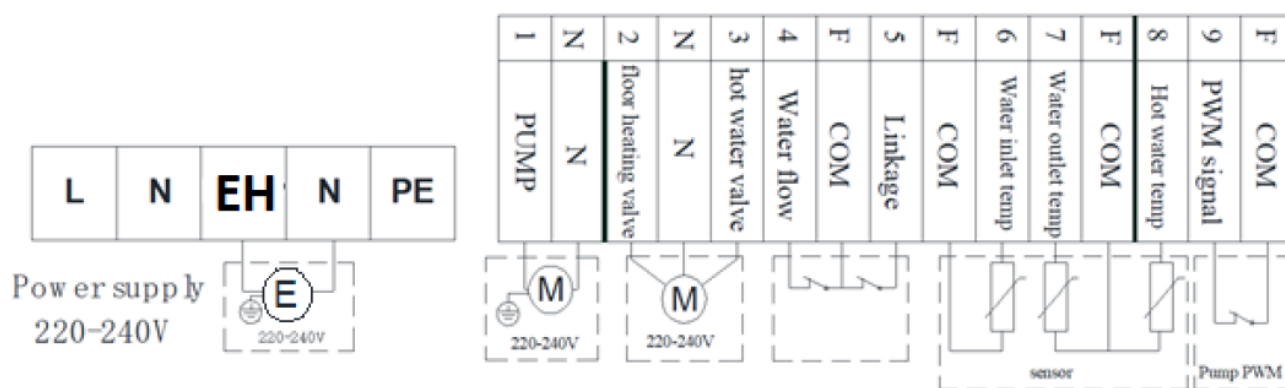 L N EH N PE
Power supply
220-240V
E
220-240V
1 N 2 N 3 4 F 5 F 6 7 F 8 9 F
PUMP
N
floor heating valve
N
hot water valve
Water flow
COM
Linkage
COM
Water inlet temp
Water outlet temp
COM
Hot water temp
PWM signal
COM
M
220-240V
M
220-240V
sensor
Pump PWM